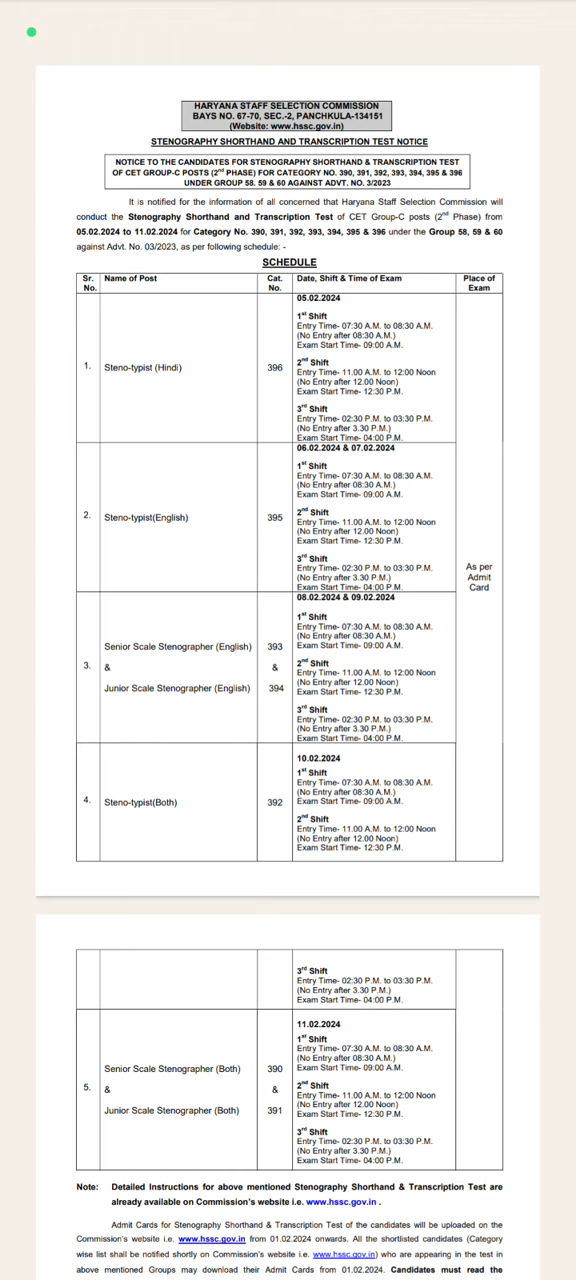 HARYANA STAFF SELECTION COMMISSION
BAYS NO. 67-70, SEC.-2, PANCHKULA-134151
(Website: www.hssc.gov.in)
STENOGRAPHY SHORTHAND AND TRANSCRIPTION TEST NOTICE
NOTICE TO THE CANDIDATES FOR STENOGRAPHY SHORTHAND & TRANSCRIPTION TEST
OF CET GROUP-C POSTS (2nd PHASE) FOR CATEGORY NO. 390, 391, 392, 393, 394, 395 & 396
UNDER GROUP 58. 59 & 60 AGAINST ADVT. NO. 3/2023
It is notified for the information of all concerned that Haryana Staff Selection Commission will
conduct the Stenography Shorthand and Transcription Test of CET Group-C posts (2nd Phase) from
05.02.2024 to 11.02.2024 for Category No. 390, 391, 392, 393, 394, 395 & 396 under the Group 58, 59 & 60
against Advt. No. 03/2023, as per following schedule: -
SCHEDULE
Sr. No. Name of Post Cat. No. Date, Shift & Time of Exam Place of Exam
05.02.2024
1st Shift
Entry Time- 07:30 A.M. to 08:30 A.M.
(No Entry after 08:30 A.M.)
Exam Start Time- 09:00 A.M.
2nd Shift
1. Steno-typist (Hindi) 396 Entry Time- 11.00 A.M. to 12:00 Noon
(No Entry after 12.00 Noon)
Exam Start Time- 12:30 P.M.
3rd Shift
Entry Time- 02:30 P.M. to 03:30 P.M.
(No Entry after 3.30 P.M.)
Exam Start Time- 04:00 P.M.
06.02.2024 & 07.02.2024
1st Shift
Entry Time- 07:30 A.M. to 08:30 A.M.
(No Entry after 08:30 A.M.)
Exam Start Time- 09:00 A.M.
2nd Shift
2. Steno-typist(English) 395 Entry Time- 11.00 A.M. to 12:00 Noon
(No Entry after 12.00 Noon)
Exam Start Time- 12:30 P.M.
3rd Shift
Entry Time- 02:30 P.M. to 03:30 P.M.
(No Entry after 3.30 P.M.)
Exam Start Time- 04:00 P.M.
As per
Admit
Card
08.02.2024 & 09.02.2024
1st Shift
Entry Time- 07:30 A.M. to 08:30 A.M.
(No Entry after 08:30 A.M.)
Senior Scale Stenographer (English) 393 Exam Start Time- 09:00 A.M.
2nd Shift
3. & & Entry Time- 11.00 A.M. to 12:00 Noon
(No Entry after 12.00 Noon)
Junior Scale Stenographer (English) 394 Exam Start Time- 12:30 P.M.
3rd Shift
Entry Time- 02:30 P.M. to 03:30 P.M.
(No Entry after 3.30 P.M.)
Exam Start Time- 04:00 P.M.
10.02.2024
1st Shift
Entry Time- 07:30 A.M. to 08:30 A.M.
(No Entry after 08:30 A.M.)
4. Steno-typist(Both) 392 Exam Start Time- 09:00 A.M.
2nd Shift
Entry Time- 11.00 A.M. to 12:00 Noon
(No Entry after 12.00 Noon)
Exam Start Time- 12:30 P.M.
3rd Shift
Entry Time- 02:30 P.M. to 03:30 P.M.
(No Entry after 3.30 P.M.)
Exam Start Time- 04:00 P.M.
11.02.2024
1st Shift
Entry Time- 07:30 A.M. to 08:30 A.M.
(No Entry after 08:30 A.M.)
Senior Scale Stenographer (Both) 390 Exam Start Time- 09:00 A.M.
2nd Shift
5. & & Entry Time- 11.00 A.M. to 12:00 Noon
(No Entry after 12.00 Noon)
Junior Scale Stenographer (Both) 391 Exam Start Time- 12:30 P.M.
3rd Shift
Entry Time- 02:30 P.M. to 03:30 P.M.
(No Entry after 3.30 A.M.)
Exam Start Time- 04:00 P.M.
Note: Detailed Instructions for above mentioned Stenography Shorthand & Transcription Test are
already available on Commission's website i.e. www.hssc.gov.in .
Admit Cards for Stenography Shorthand & Transcription Test of the candidates will be uploaded on the
Commission's website i.e. www.hssc.gov.in from 01.02.2024 onwards. All the shortlisted candidates (Category
wise list shall be notified shortly on Commission's website i.e. www.hssc.gov.in) who are appearing in the test in
above mentioned Groups may download their Admit Cards from 01.02.2024. Candidates must read the